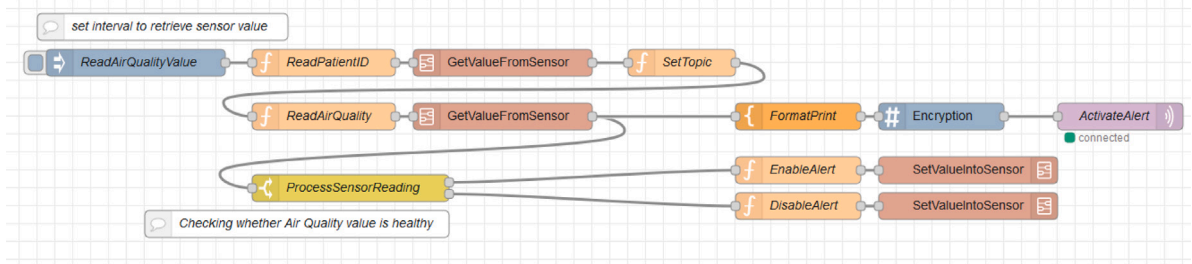 set interval to retrieve sensor value
ReadAirQualityValue
ReadPatientID
GetValueFromSensor
SetTopic
ReadAirQuality
GetValueFromSensor
FormatPrint
Encryption
ActivateAlert
connected
ProcessSensorReading
EnableAlert
SetValueIntoSensor
DisableAlert
SetValueIntoSensor
Checking whether Air Quality value is healthy